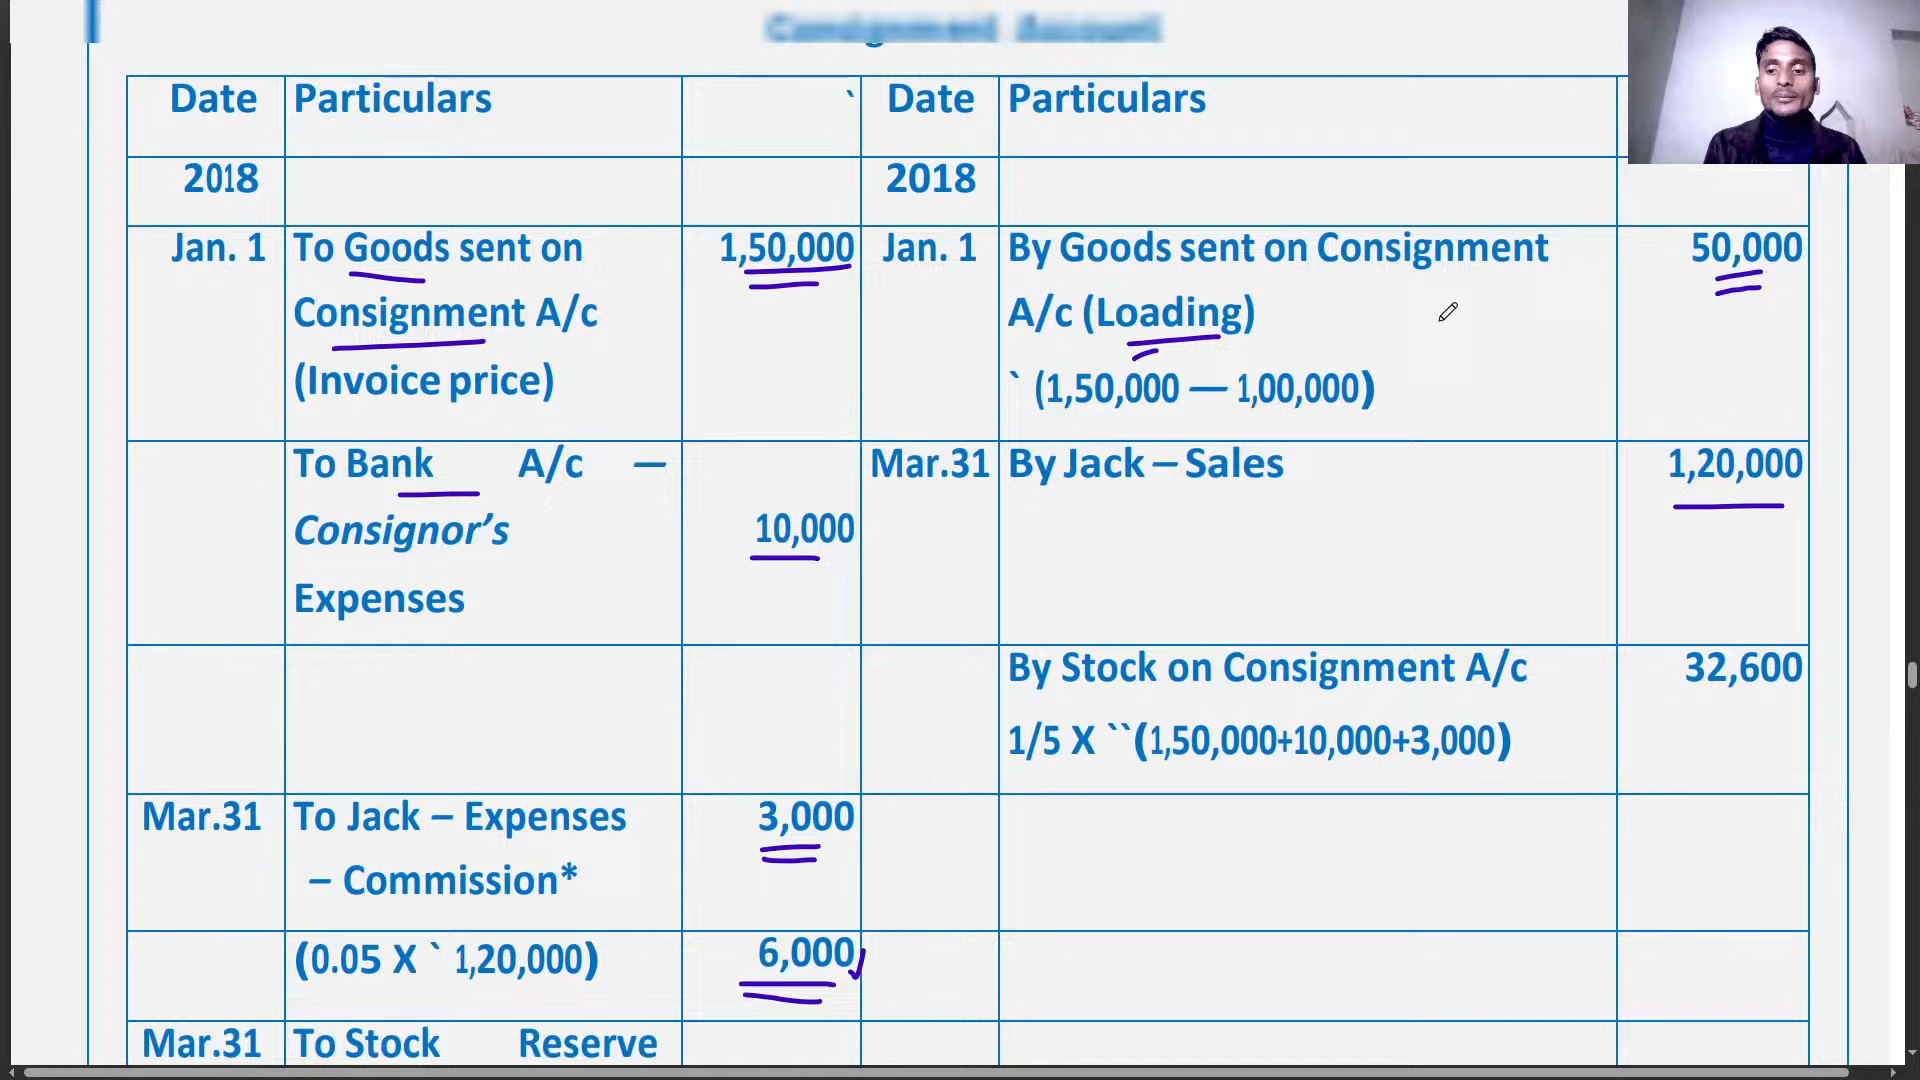 Consignment Account
Date Particulars ` Date Particulars
2018 2018
Jan. 1 To Goods sent on 1,50,000 Jan. 1 By Goods sent on Consignment 50,000
Consignment A/c A/c (Loading)
(Invoice price) ` (1,50,000 — 1,00,000)
To Bank A/c — Mar.31 By Jack – Sales 1,20,000
Consignor’s 10,000
Expenses
By Stock on Consignment A/c 32,600
1/5 X ``(1,50,000+10,000+3,000)
Mar.31 To Jack – Expenses 3,000
– Commission*
(0.05 X ` 1,20,000) 6,000
Mar.31 To Stock Reserve